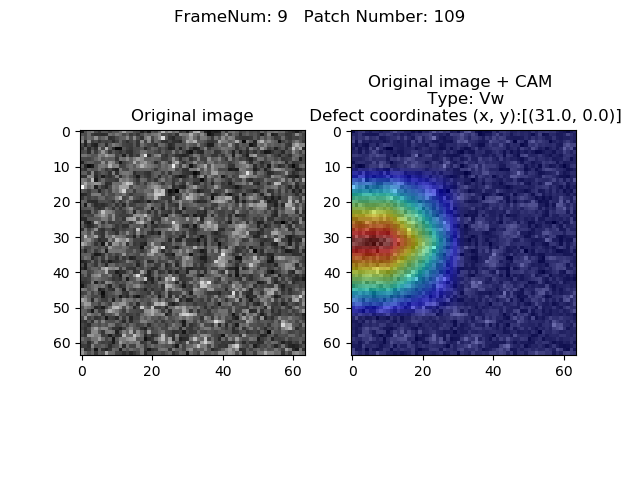 FrameNum: 9   Patch Number: 109
Original image
Original image + CAM
Type: Vw
Defect coordinates (x, y):[(31.0, 0.0)]
0
10
20
30
40
50
60
0 20 40 60
0
10
20
30
40
50
60
0 20 40 60